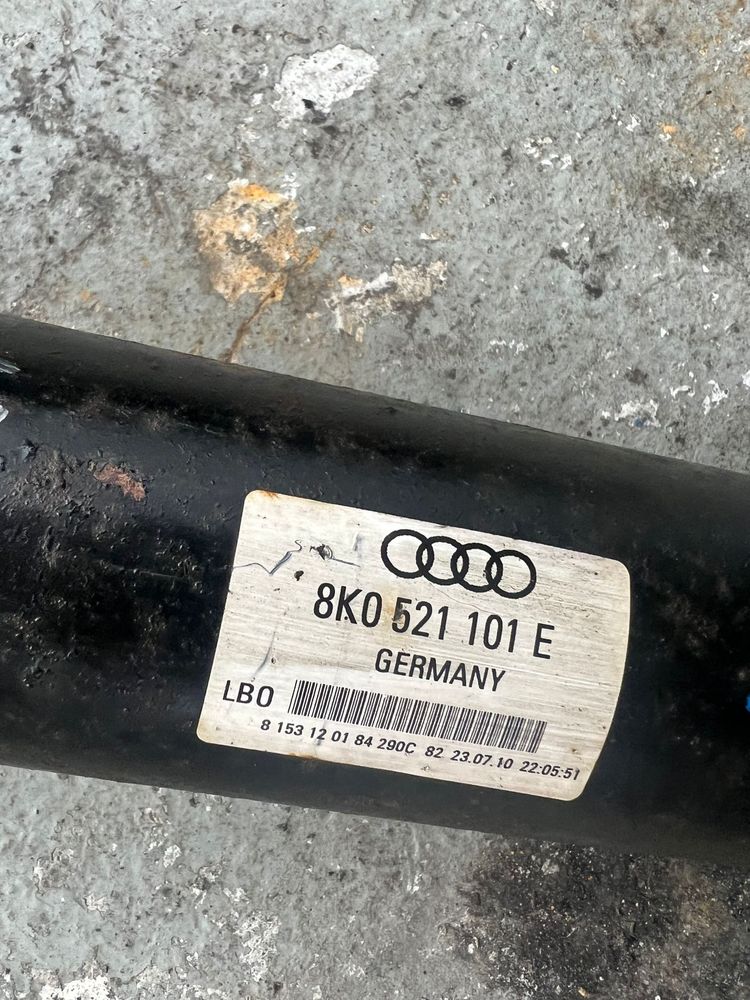 8K0 521 101 E
GERMANY
LBO
8 153 12 01 84 290C 82 23.07.10 22:05:51